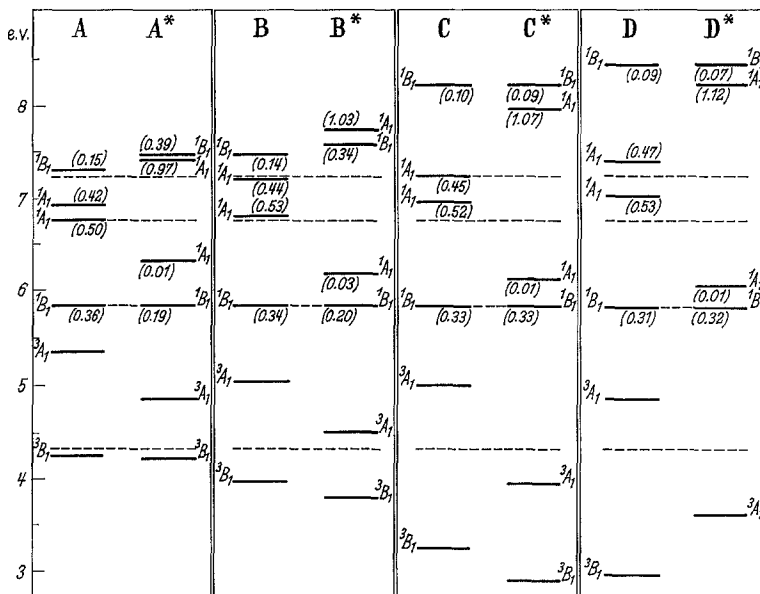 e.v. A A* B B* C C* D D*
8
7
6
5
4
3
¹B₁ (0.15)
¹A₁ (0.42)
¹A₁ (0.50)
¹B₁ (0.36)
³A₁
³B₁
(0.39) ¹B₁
(0.97) ¹A₁
(0.01) ¹A₁
(0.19) ¹B₁
³A₁
³B₁
¹B₁ (0.14)
¹A₁ (0.44)
¹A₁ (0.53)
¹B₁ (0.34)
³A₁
³B₁
(1.03) ¹A₁
(0.34) ¹B₁
(0.03) ¹A₁
(0.20) ¹B₁
³A₁
³B₁
¹B₁ (0.10)
¹A₁ (0.45)
¹A₁ (0.52)
¹B₁ (0.33)
³A₁
³B₁
(0.09) ¹B₁
(1.07) ¹A₁
(0.01) ¹A₁
(0.33) ¹B₁
³A₁
³B₁
¹B₁ (0.09)
¹A₁ (0.47)
¹A₁ (0.53)
¹B₁ (0.31)
³A₁
³B₁
(0.07) ¹B₁
(1.12) ¹A₁
(0.01) ¹A₁
(0.32) ¹B
³A